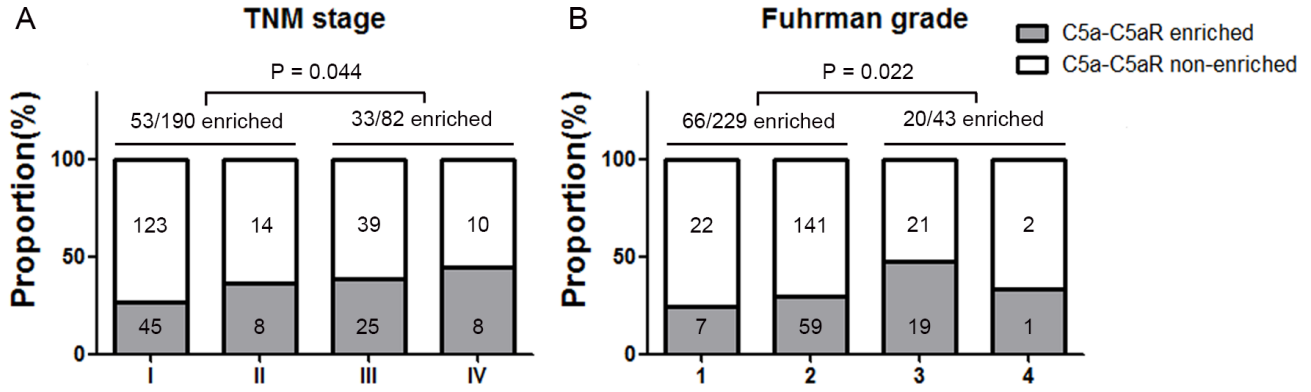 A
TNM stage
P = 0.044
53/190 enriched
33/82 enriched
Proportion(%)
100
50
0
123
14
39
10
45
8
25
8
I
II
III
IV
B
Fuhrman grade
P = 0.022
66/229 enriched
20/43 enriched
Proportion(%)
100
50
0
22
141
21
2
7
59
19
1
1
2
3
4
C5a-C5aR enriched
C5a-C5aR non-enriched